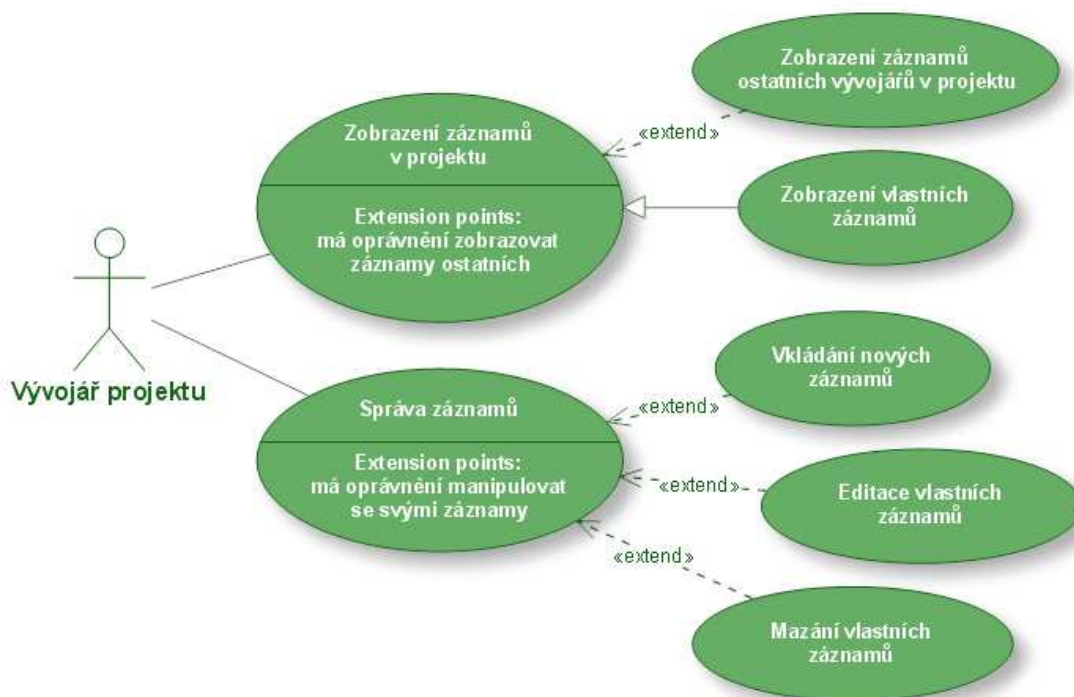 Zobrazení záznamů
ostatních vývojářů v projektu
«extend»
Zobrazení záznamů
v projektu
Extension points:
má oprávnění zobrazovat
záznamy ostatních
Zobrazení vlastních
záznamů
Vývojář projektu
Vkládání nových
záznamů
«extend»
Správa záznamů
Extension points:
má oprávnění manipulovat
se svými záznamy
«extend»
Editace vlastních
záznamů
«extend»
Mazání vlastních
záznamů